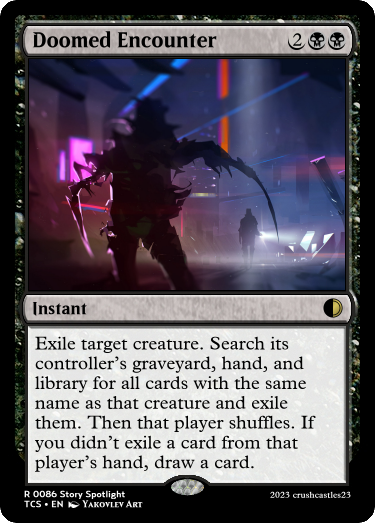 Doomed Encounter 2
Instant
Exile target creature. Search its
controller's graveyard, hand, and
library for all cards with the same
name as that creature and exile
them. Then that player shuffles. If
you didn't exile a card from that
player's hand, draw a card.
R 0086 Story Spotlight
TCS • EN Yakovlev Art
2023 crushcastles23